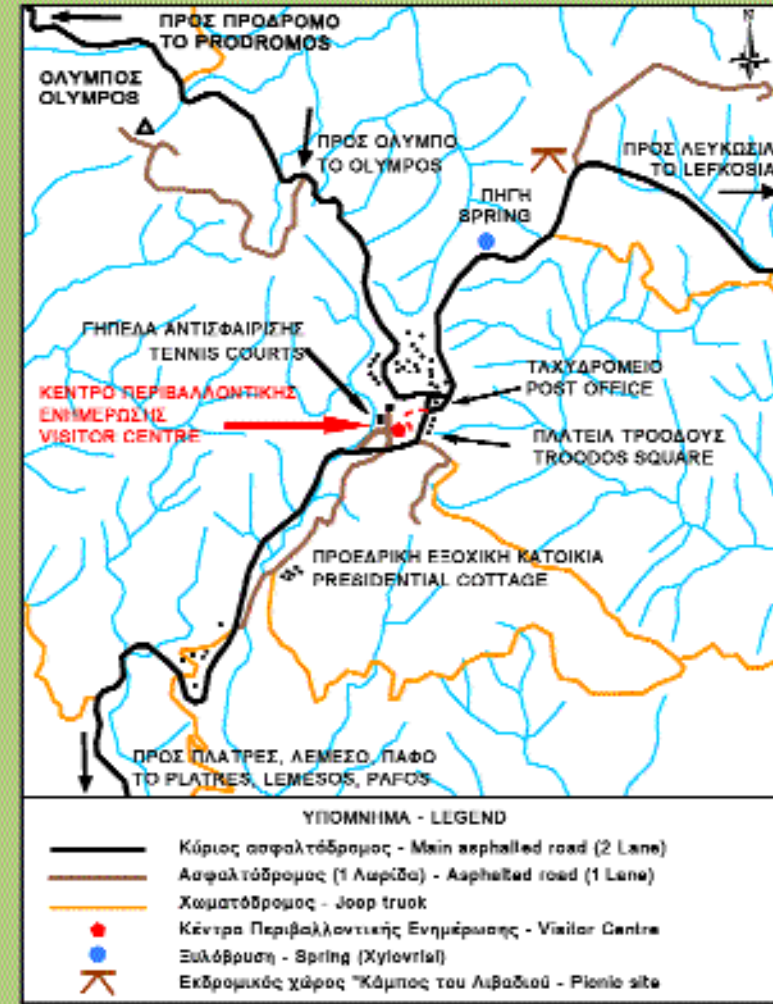 ΠΡΟΣ ΠΡΟΔΡΟΜΟ
TO PRODROMOS
ΟΛΥΜΠΟΣ
OLYMPOS
N
ΠΡΟΣ ΟΛΥΜΠΟ
TO OLYMPOS
ΠΡΟΣ ΛΕΥΚΩΣΙΑ
TO LEFKOSIA
ΠΗΓΗ
SPRING
ΓΗΠΕΔΑ ΑΝΤΙΣΦΑΙΡΙΣΗΣ
TENNIS COURTS
ΤΑΧΥΔΡΟΜΕΙΟ
POST OFFICE
ΚΕΝΤΡΟ ΠΕΡΙΒΑΛΛΟΝΤΙΚΗΣ
ΕΝΗΜΕΡΩΣΗΣ
VISITOR CENTRE
ΠΛΑΤΕΙΑ ΤΡΟΟΔΟΥΣ
TROODOS SQUARE
ΠΡΟΕΔΡΙΚΗ ΕΞΟΧΙΚΗ ΚΑΤΟΙΚΙΑ
PRESIDENTIAL COTTAGE
ΠΡΟΣ ΠΛΑΤΡΕΣ, ΛΕΜΕΣΟ, ΠΑΦΟ
TO PLATRES, LEMESOS, PAFOS
ΥΠΟΜΝΗΜΑ - LEGEND
Κύριος ασφαλτόδρομος - Main asphalted road (2 Lane)
Ασφαλτόδρομος (1 Λωρίδα) - Asphalted road (1 Lane)
Χωματόδρομος - Jeep truck
Κέντρο Περιβαλλοντικής Ενημέρωσης - Visitor Centre
Ξυλόβρυση - Spring (Xylovrisi)
Εκδρομικός χώρος "Κάμπος του Λιβαδιού - Picnic site